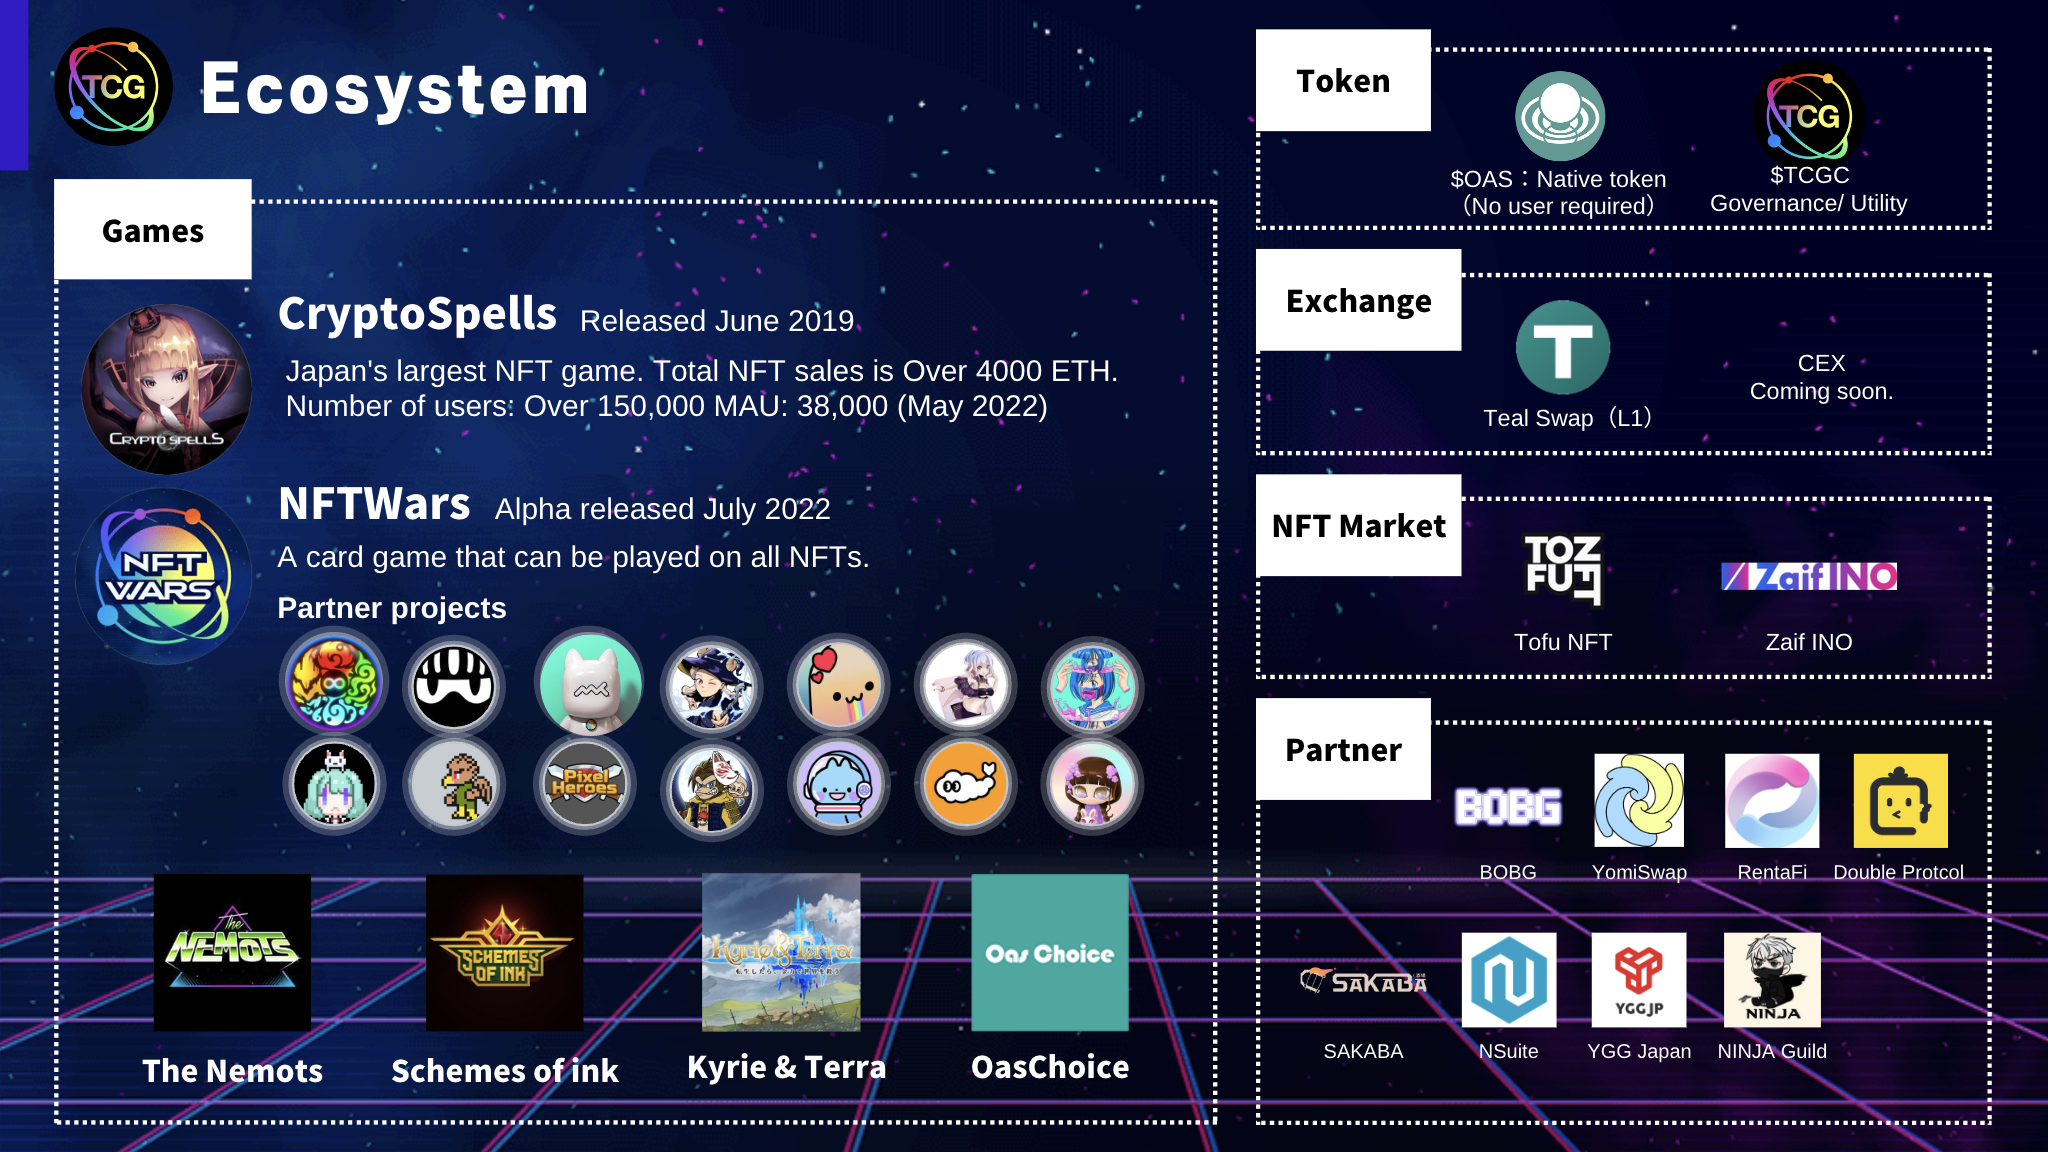 TCG
Ecosystem
Games
CryptoSpells Released June 2019
Japan's largest NFT game. Total NFT sales is Over 4000 ETH.
Number of users: Over 150,000 MAU: 38,000 (May 2022)
CRYPTO SPELLS
NFTWars Alpha released July 2022
A card game that can be played on all NFTs.
NFT
WARS
Partner projects
Pixel
Heroes
The
NEMOTS
SCHEMES
OF INK
Kyrie&Terra
Oas Choice
The Nemots
Schemes of ink
Kyrie & Terra
OasChoice
Token
TCG
$OAS：Native token
（No user required）
$TCGC
Governance/ Utility
Exchange
T
Teal Swap（L1）
CEX
Coming soon.
NFT Market
TOZ
FUFT
Zaif INO
Tofu NFT
Zaif INO
Partner
BOBG
BOBG
YomiSwap
RentaFi
Double Protcol
SAKABA
YGGJP
NINJA
SAKABA
NSuite
YGG Japan
NINJA Guild